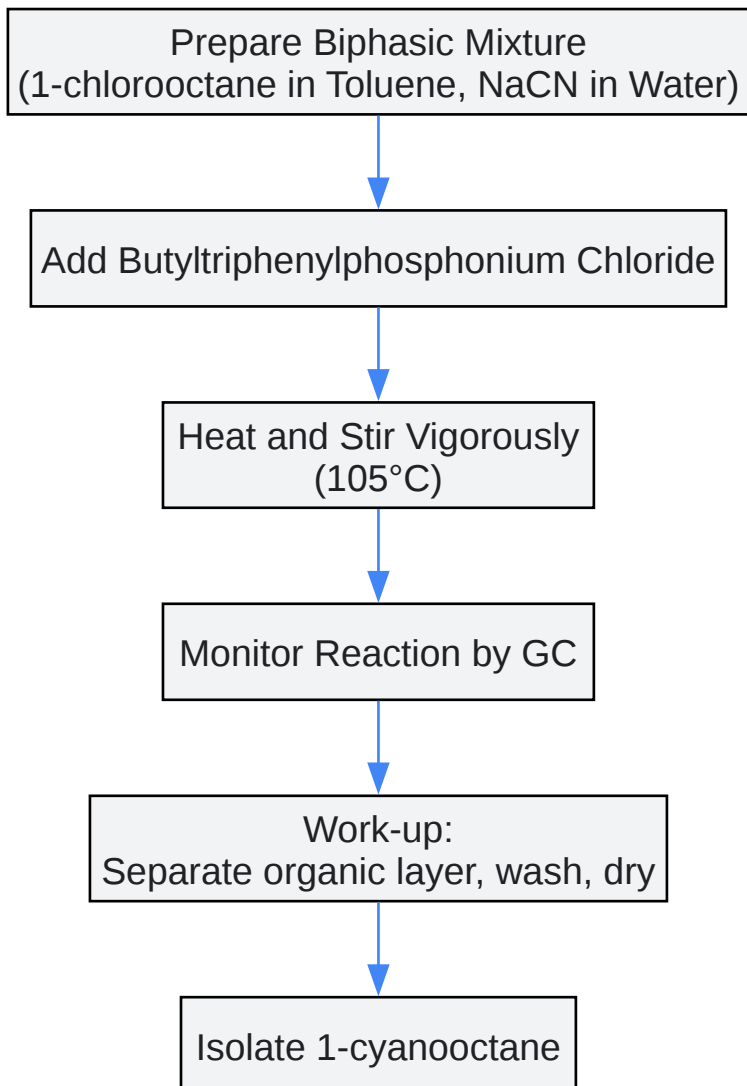 Prepare Biphasic Mixture
(1-chlorooctane in Toluene, NaCN in Water)
Add Butyltriphenylphosphonium Chloride
Heat and Stir Vigorously
(105°C)
Monitor Reaction by GC
Work-up:
Separate organic layer, wash, dry
Isolate 1-cyanooctane